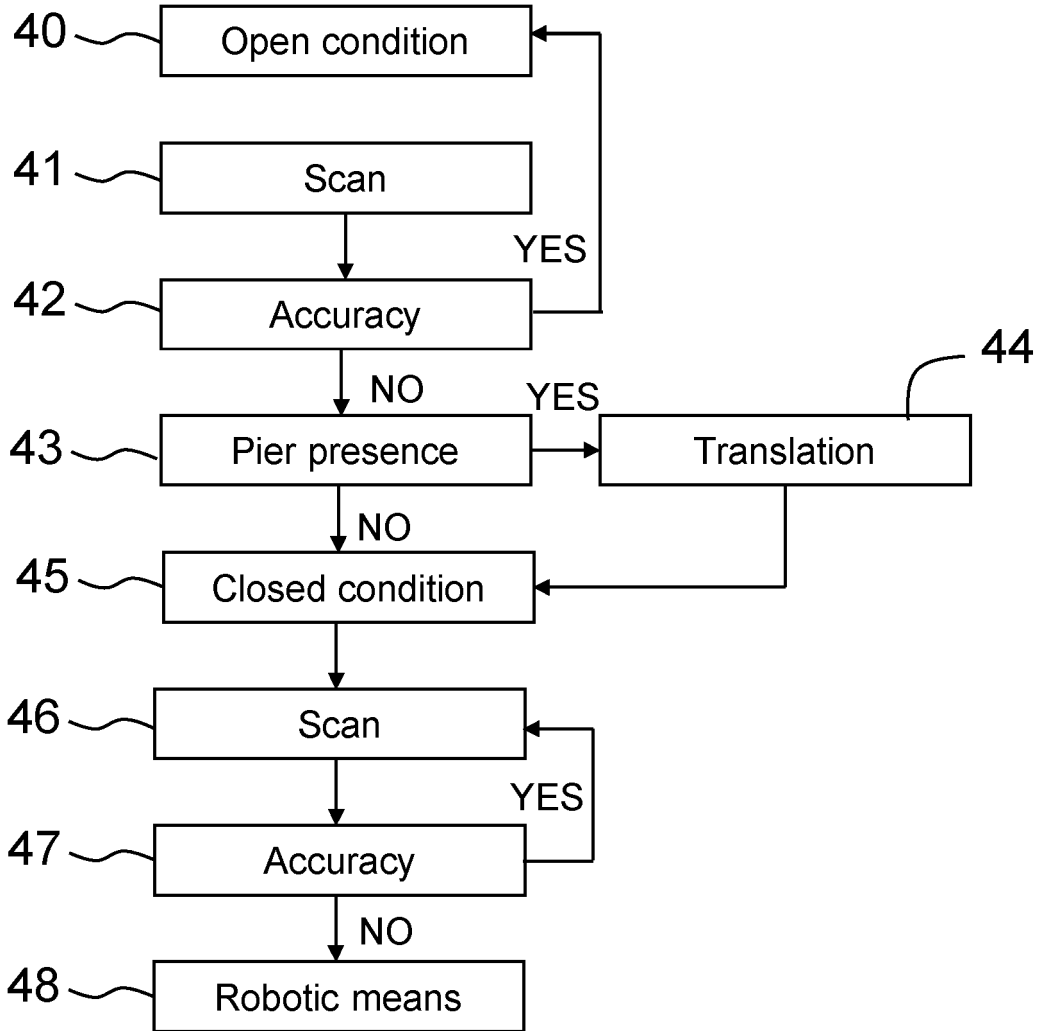 40 Open condition
41 Scan
YES
42 Accuracy
44
NO
YES
43 Pier presence Translation
NO
45 Closed condition
46 Scan
YES
47 Accuracy
NO
48 Robotic means